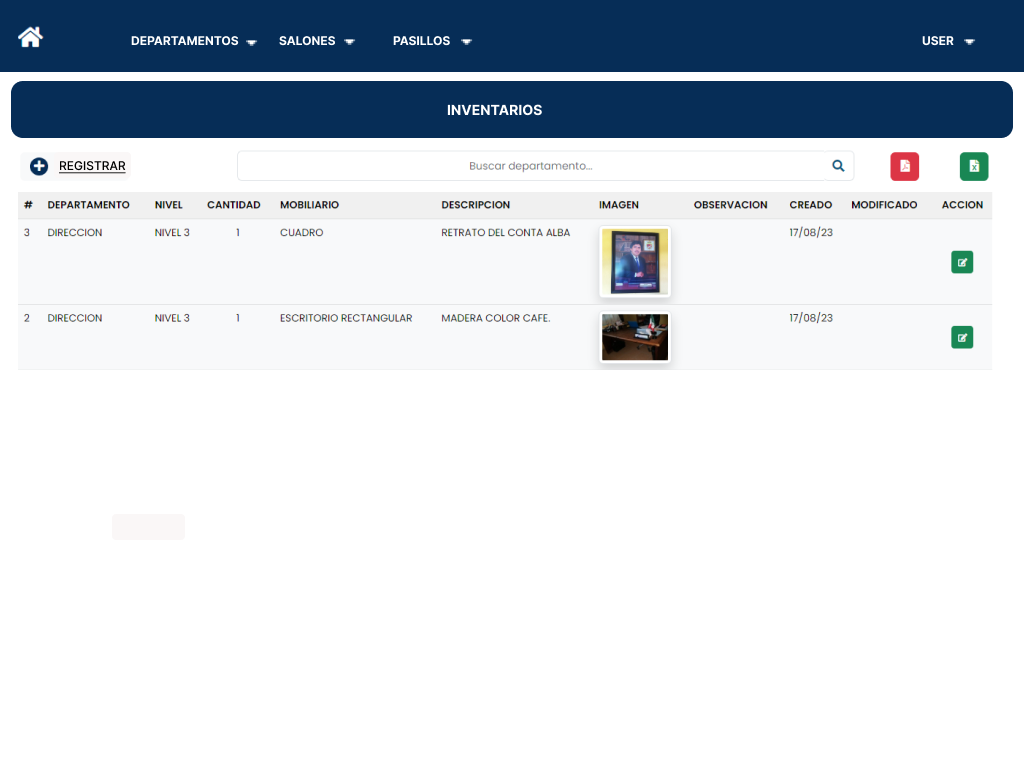 DEPARTAMENTOS SALONES PASILLOS USER
INVENTARIOS
REGISTRAR Buscar departamento...
# DEPARTAMENTO NIVEL CANTIDAD MOBILIARIO DESCRIPCION IMAGEN OBSERVACION CREADO MODIFICADO ACCION
3 DIRECCION NIVEL 3 1 CUADRO RETRATO DEL CONTA ALBA 17/08/23
2 DIRECCION NIVEL 3 1 ESCRITORIO RECTANGULAR MADERA COLOR CAFE. 17/08/23